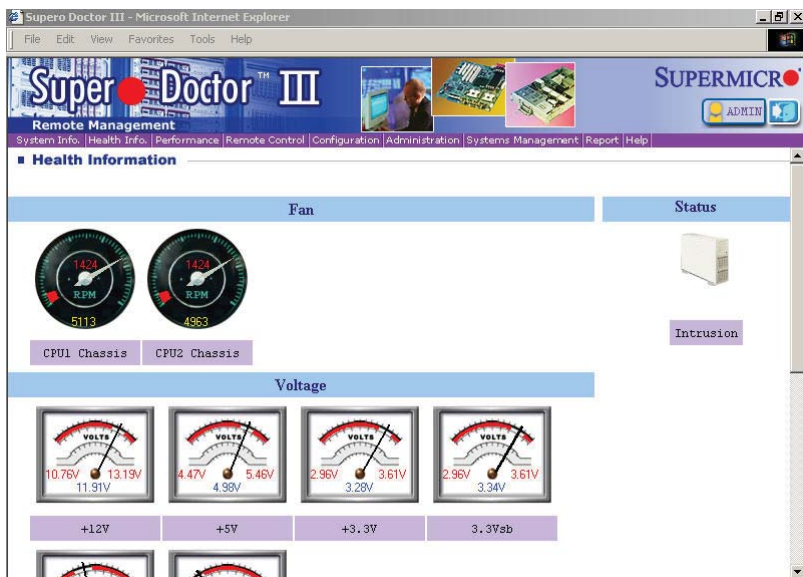 Supero Doctor III - Microsoft Internet Explorer
File Edit View Favorites Tools Help
Super Doctor™ III
Remote Management
SUPERMICR
ADMIN
System Info. | Health Info. | Performance | Remote Control | Configuration | Administration | Systems Management | Report | Help
Health Information
Fan
Status
1424
RPM
5113
1424
RPM
4963
CPU1 Chassis
CPU2 Chassis
Intrusion
Voltage
VOLTS
10.76V 13.19V
11.91V
VOLTS
4.47V 5.46V
4.98V
VOLTS
2.96V 3.61V
3.28V
VOLTS
2.96V 3.61V
3.34V
+12V
+5V
+3.3V
3.3Vsb